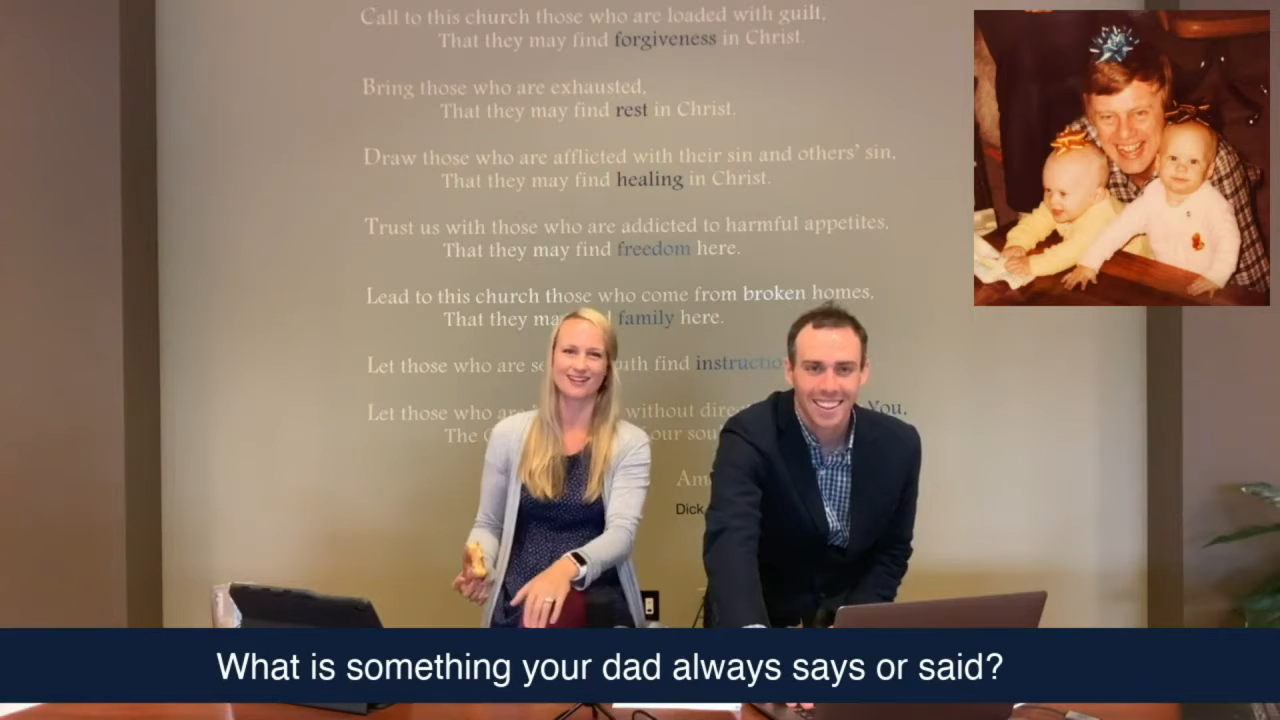 Call to this church those who are loaded with guilt,
That they may find forgiveness in Christ.
Bring those who are exhausted,
That they may find rest in Christ.
Draw those who are afflicted with their sin and others' sin,
That they may find healing in Christ.
Trust us with those who are addicted to harmful appetites,
That they may find freedom here.
Lead to this church those who come from broken homes,
That they family here.
Let those who are find
Let those who are without You,
The our
Dick
What is something your dad always says or said?